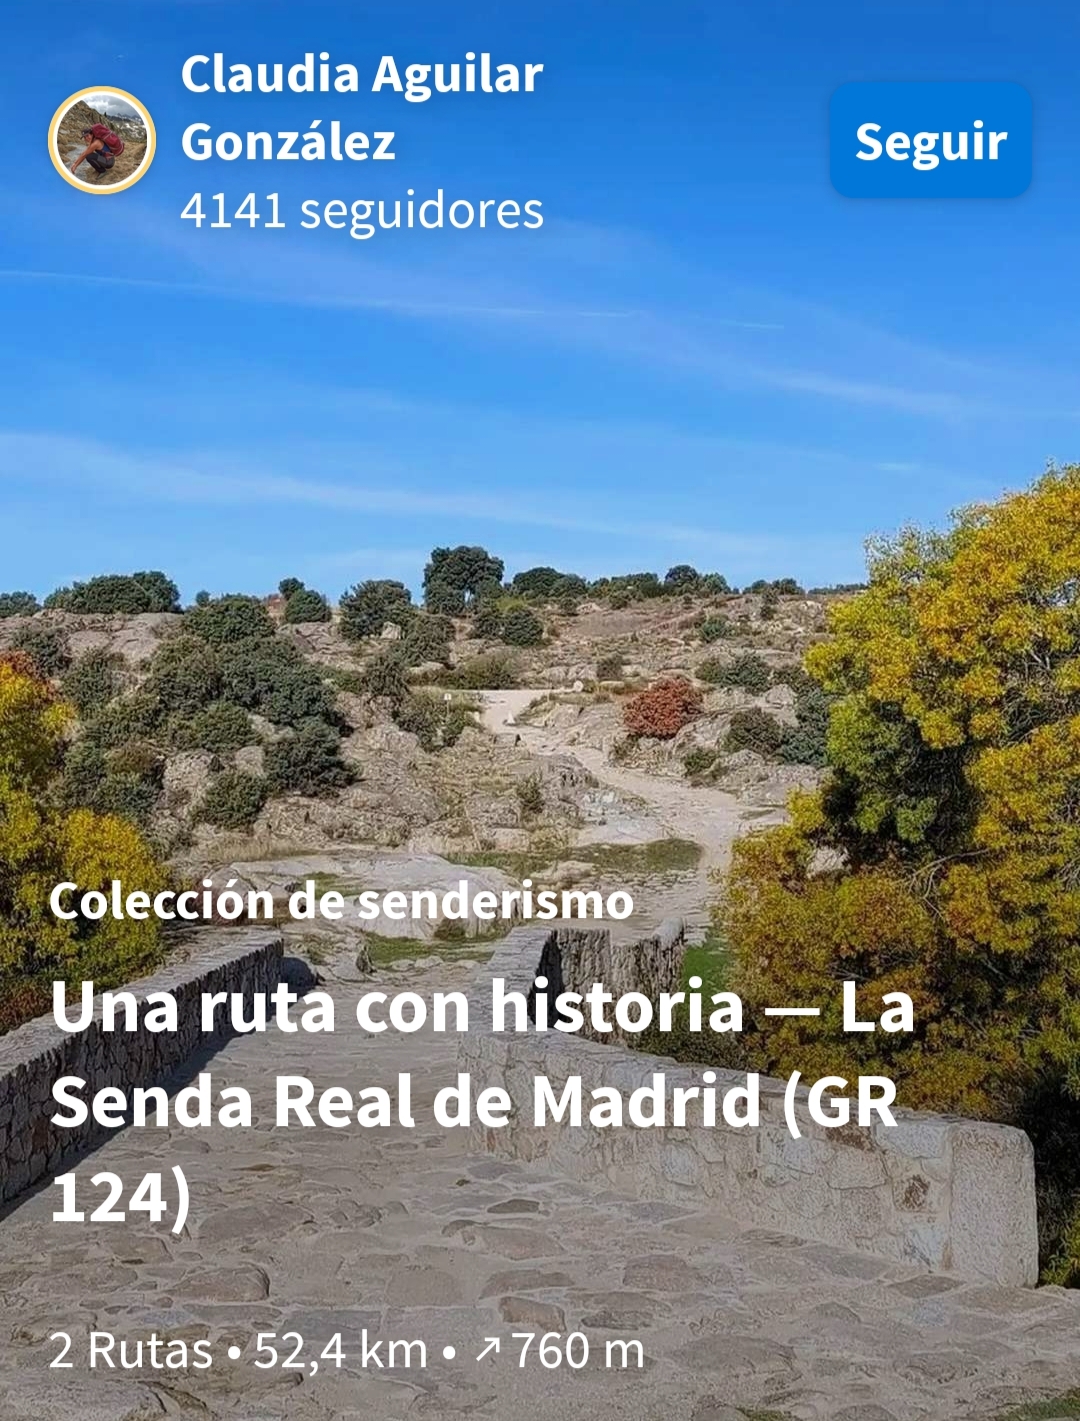 Claudia Aguilar
González
4141 seguidores
Seguir
Colección de senderismo
Una ruta con historia — La
Senda Real de Madrid (GR
124)
2 Rutas • 52,4 km • ↗ 760 m